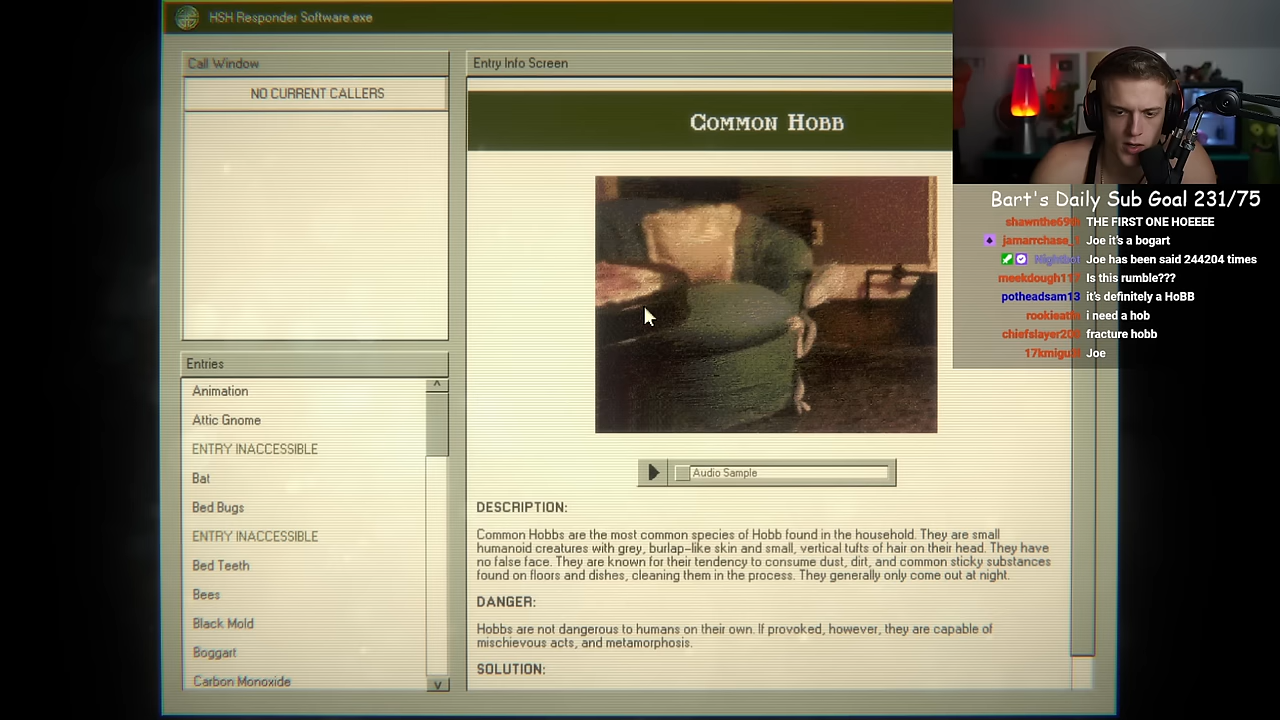 HSH Responder Software.exe
Call Window
NO CURRENT CALLERS
Entries
Animation
Attic Gnome
ENTRY INACCESSIBLE
Bat
Bed Bugs
ENTRY INACCESSIBLE
Bed Teeth
Bees
Black Mold
Boggart
Carbon Monoxide
Entry Info Screen
Common Hobb
Audio Sample
DESCRIPTION:
Common Hobbs are the most common species of Hobb found in the household. They are small
humanoid creatures with grey, burlap-like skin and small, vertical tufts of hair on their head. They have
no false face. They are known for their tendency to consume dust, dirt, and common sticky substances
found on floors and dishes, cleaning them in the process. They generally only come out at night.
DANGER:
Hobbs are not dangerous to humans on their own. If provoked, however, they are capable of
mischievous acts, and metamorphosis.
SOLUTION:
Bart's Daily Sub Goal 231/75
THE FIRST ONE HOEEEE
Joe it's a bogart
Joe has been said 244204 times
Is this rumble???
potheadsam13 it's definitely a HoBB
i need a hob
fracture hobb
Joe